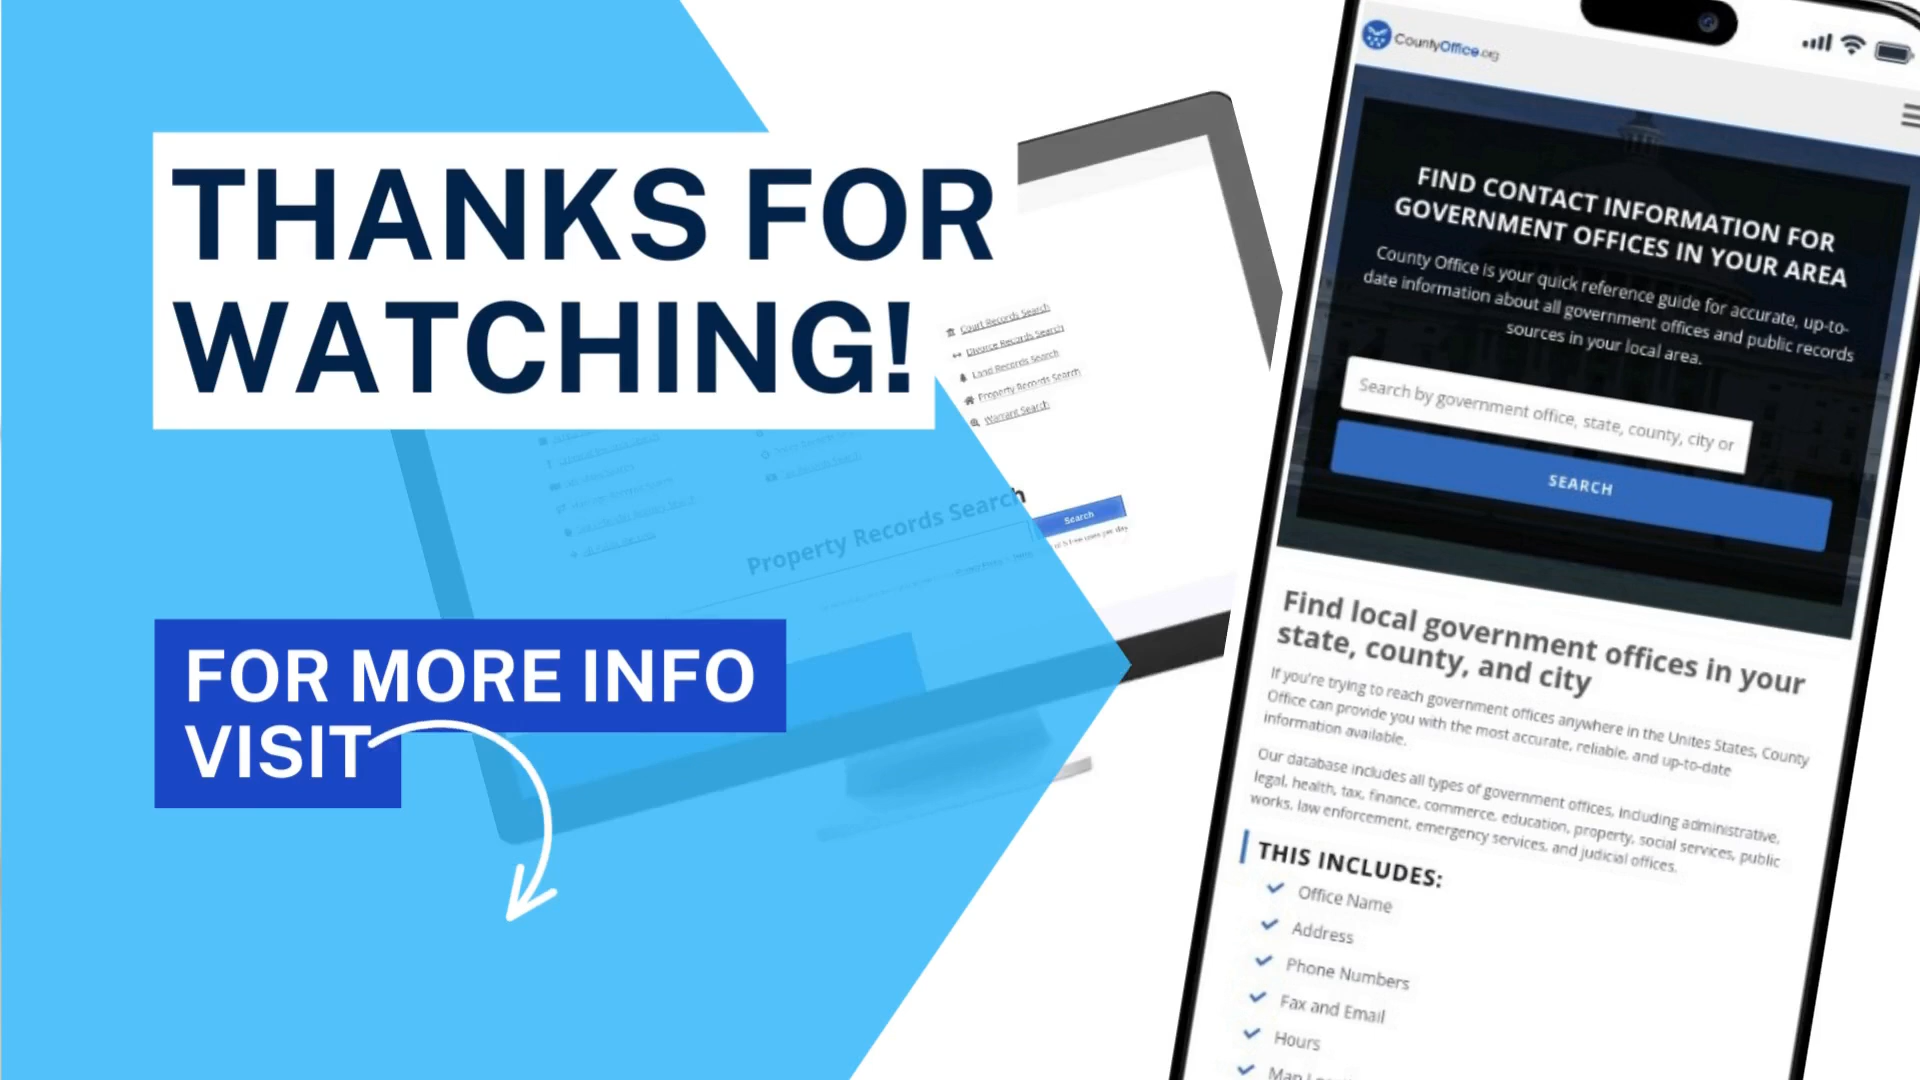 THANKS FOR
WATCHING!
FOR MORE INFO
VISIT
Court Records Search
Divorce Records Search
Land Records Search
Property Records Search
Warrant Search
Property Records Search
Search
of 5 free uses per day
CountyOffice.org
FIND CONTACT INFORMATION FOR
GOVERNMENT OFFICES IN YOUR AREA
County Office is your quick reference guide for accurate, up-to-
date information about all government offices and public records
sources in your local area.
Search by government office, state, county, city or
SEARCH
Find local government offices in your
state, county, and city
If you're trying to reach government offices anywhere in the Unites States, County
Office can provide you with the most accurate, reliable, and up-to-date
information available.
Our database includes all types of government offices, including administrative,
legal, health, tax, finance, commerce, education, property, social services, public
works, law enforcement, emergency services, and judicial offices.
THIS INCLUDES:
Office Name
Address
Phone Numbers
Fax and Email
Hours